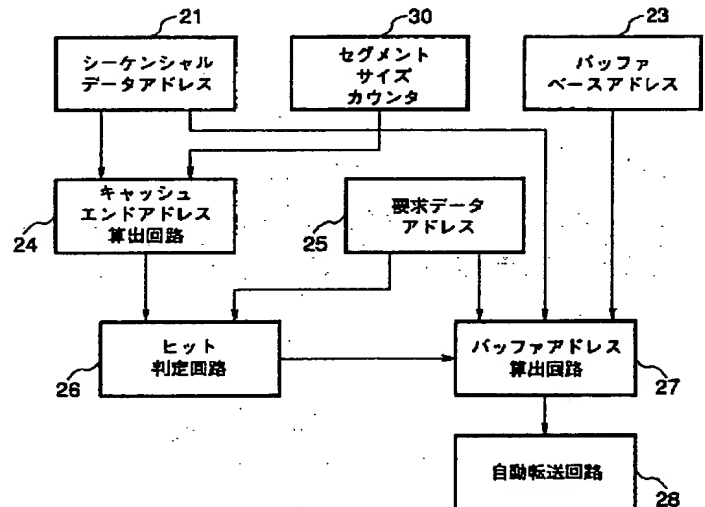 21
30
23
シーケンシャル
データアドレス
セグメント
サイズ
カウンタ
バッファ
ベースアドレス
キャッシュ
エンドアドレス
算出回路
24
要求データ
アドレス
25
ヒット
判定回路
26
バッファアドレス
算出回路
27
自動転送回路
28